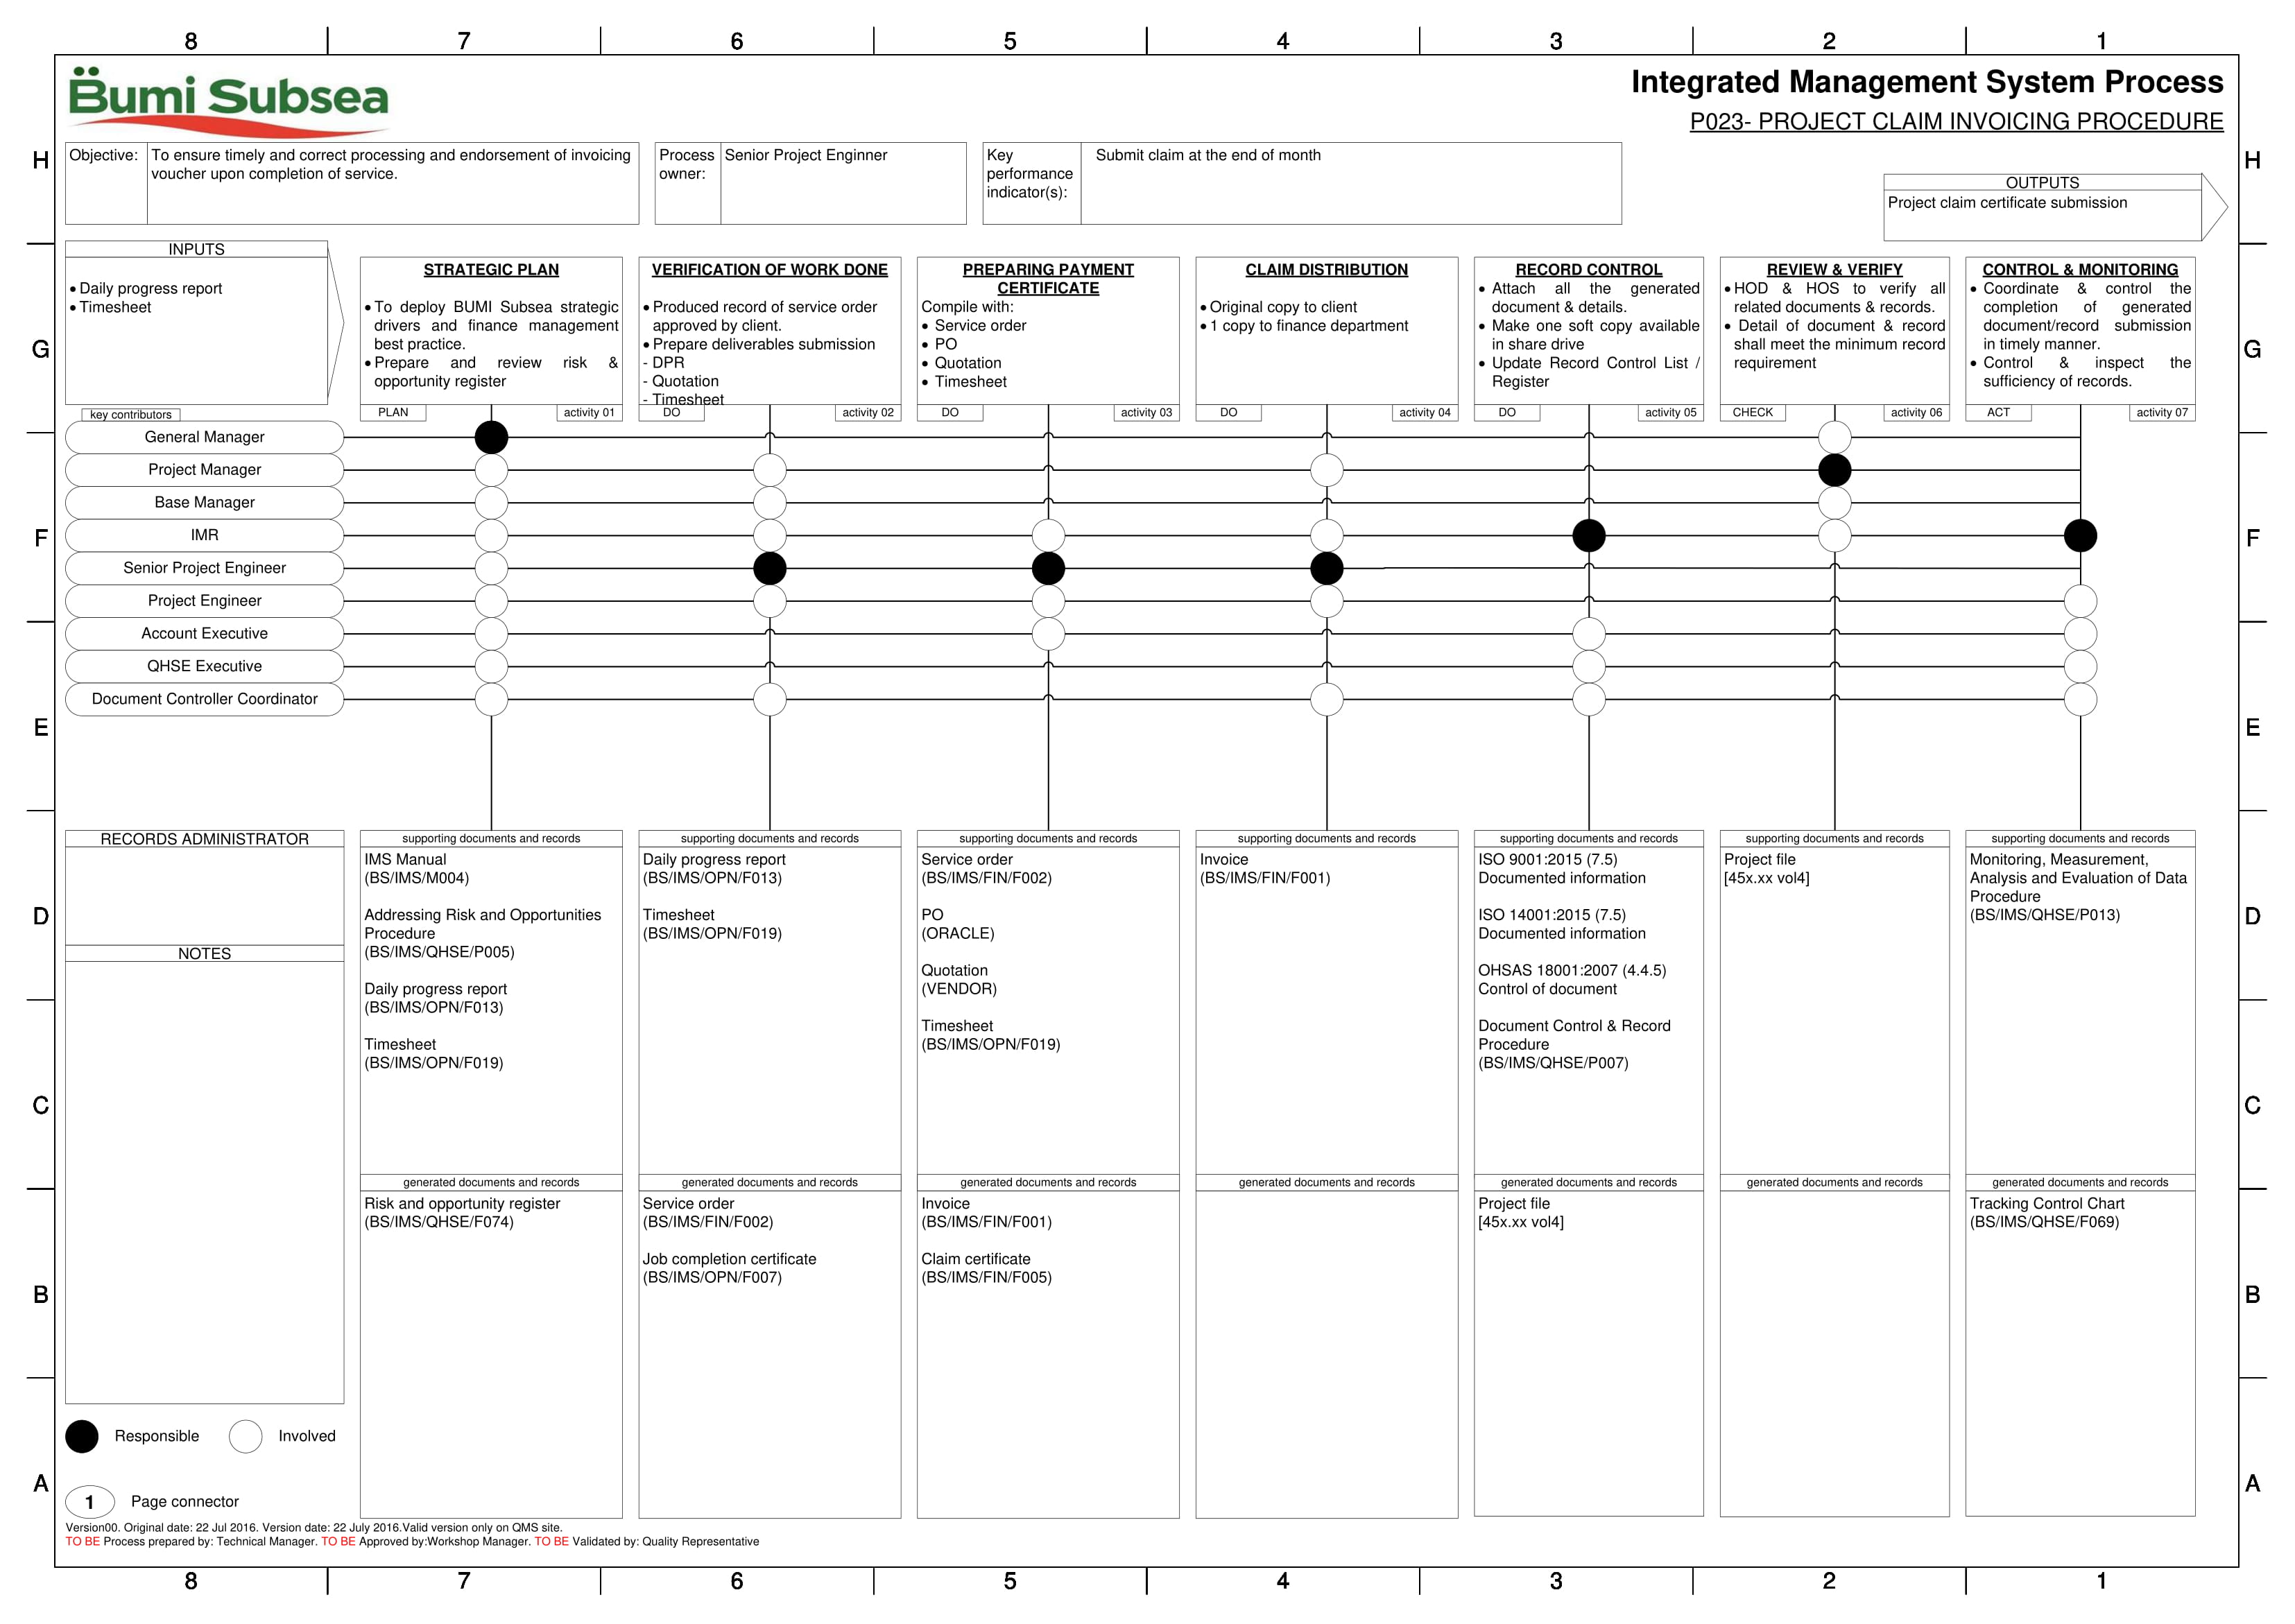 8 7 6 5 4 3 2 1
Bumi Subsea
Integrated Management System Process
P023- PROJECT CLAIM INVOICING PROCEDURE
H
H
Objective:
To ensure timely and correct processing and endorsement of invoicing
voucher upon completion of service.
Process
owner:
Senior Project Enginner
Key
performance
indicator(s):
Submit claim at the end of month
OUTPUTS
Project claim certificate submission
INPUTS
• Daily progress report
• Timesheet
G
G
STRATEGIC PLAN
• To deploy BUMI Subsea strategic
drivers and finance management
best practice.
• Prepare and review risk &
opportunity register
PLAN
activity 01
VERIFICATION OF WORK DONE
• Produced record of service order
approved by client.
• Prepare deliverables submission
- DPR
- Quotation
- Timesheet
DO
activity 02
PREPARING PAYMENT
CERTIFICATE
Compile with:
• Service order
• PO
• Quotation
• Timesheet
DO
activity 03
CLAIM DISTRIBUTION
• Original copy to client
• 1 copy to finance department
DO
activity 04
RECORD CONTROL
• Attach all the generated
document & details.
• Make one soft copy available
in share drive
• Update Record Control List /
Register
DO
activity 05
REVIEW & VERIFY
• HOD & HOS to verify all
related documents & records.
• Detail of document & record
shall meet the minimum record
requirement
CHECK
activity 06
CONTROL & MONITORING
• Coordinate & control the
completion of generated
document/record submission
in timely manner.
• Control & inspect the
sufficiency of records.
ACT
activity 07
key contributors
General Manager
Project Manager
Base Manager
IMR
Senior Project Engineer
Project Engineer
Account Executive
QHSE Executive
Document Controller Coordinator
F
F
E
E
RECORDS ADMINISTRATOR
NOTES
D
D
C
C
supporting documents and records
IMS Manual
(BS/IMS/M004)
Addressing Risk and Opportunities
Procedure
(BS/IMS/QHSE/P005)
Daily progress report
(BS/IMS/OPN/F013)
Timesheet
(BS/IMS/OPN/F019)
supporting documents and records
Daily progress report
(BS/IMS/OPN/F013)
Timesheet
(BS/IMS/OPN/F019)
supporting documents and records
Service order
(BS/IMS/FIN/F002)
PO
(ORACLE)
Quotation
(VENDOR)
Timesheet
(BS/IMS/OPN/F019)
supporting documents and records
Invoice
(BS/IMS/FIN/F001)
supporting documents and records
ISO 9001:2015 (7.5)
Documented information
ISO 14001:2015 (7.5)
Documented information
OHSAS 18001:2007 (4.4.5)
Control of document
Document Control & Record
Procedure
(BS/IMS/QHSE/P007)
supporting documents and records
Project file
[45x.xx vol4]
supporting documents and records
Monitoring, Measurement,
Analysis and Evaluation of Data
Procedure
(BS/IMS/QHSE/P013)
generated documents and records
Risk and opportunity register
(BS/IMS/QHSE/F074)
generated documents and records
Service order
(BS/IMS/FIN/F002)
Job completion certificate
(BS/IMS/OPN/F007)
generated documents and records
Invoice
(BS/IMS/FIN/F001)
Claim certificate
(BS/IMS/FIN/F005)
generated documents and records
generated documents and records
Project file
[45x.xx vol4]
generated documents and records
generated documents and records
Tracking Control Chart
(BS/IMS/QHSE/F069)
B
B
Responsible
Involved
A
A
1
Page connector
Version00. Original date: 22 Jul 2016. Version date: 22 July 2016.Valid version only on QMS site.
TO BE Process prepared by: Technical Manager. TO BE Approved by:Workshop Manager. TO BE Validated by: Quality Representative
8 7 6 5 4 3 2 1